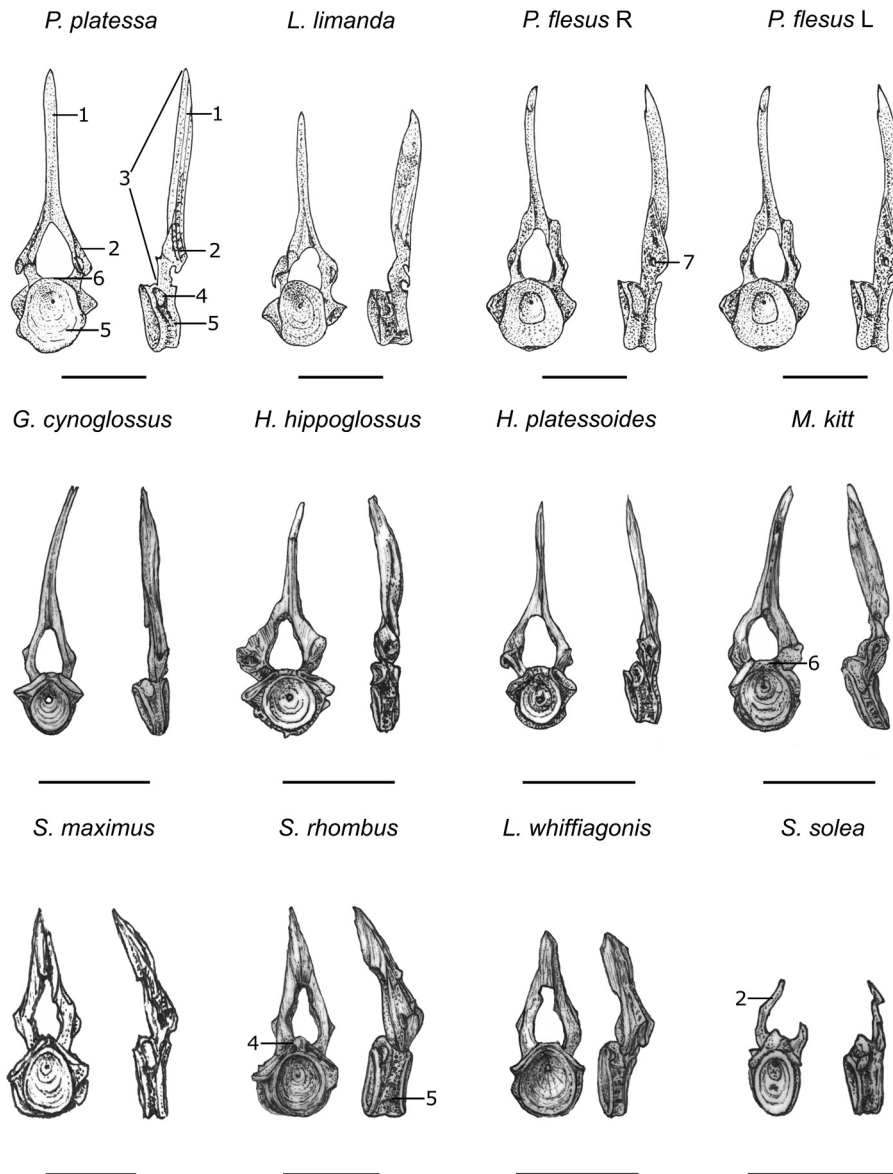 P. platessa L. limanda P. flesus R P. flesus L
1 1
3
2 2 7
6
4
5 5
G. cynoglossus H. hippoglossus H. platessoides M. kitt
6
S. maximus S. rhombus L. whiffiagonis S. solea
2
4
5